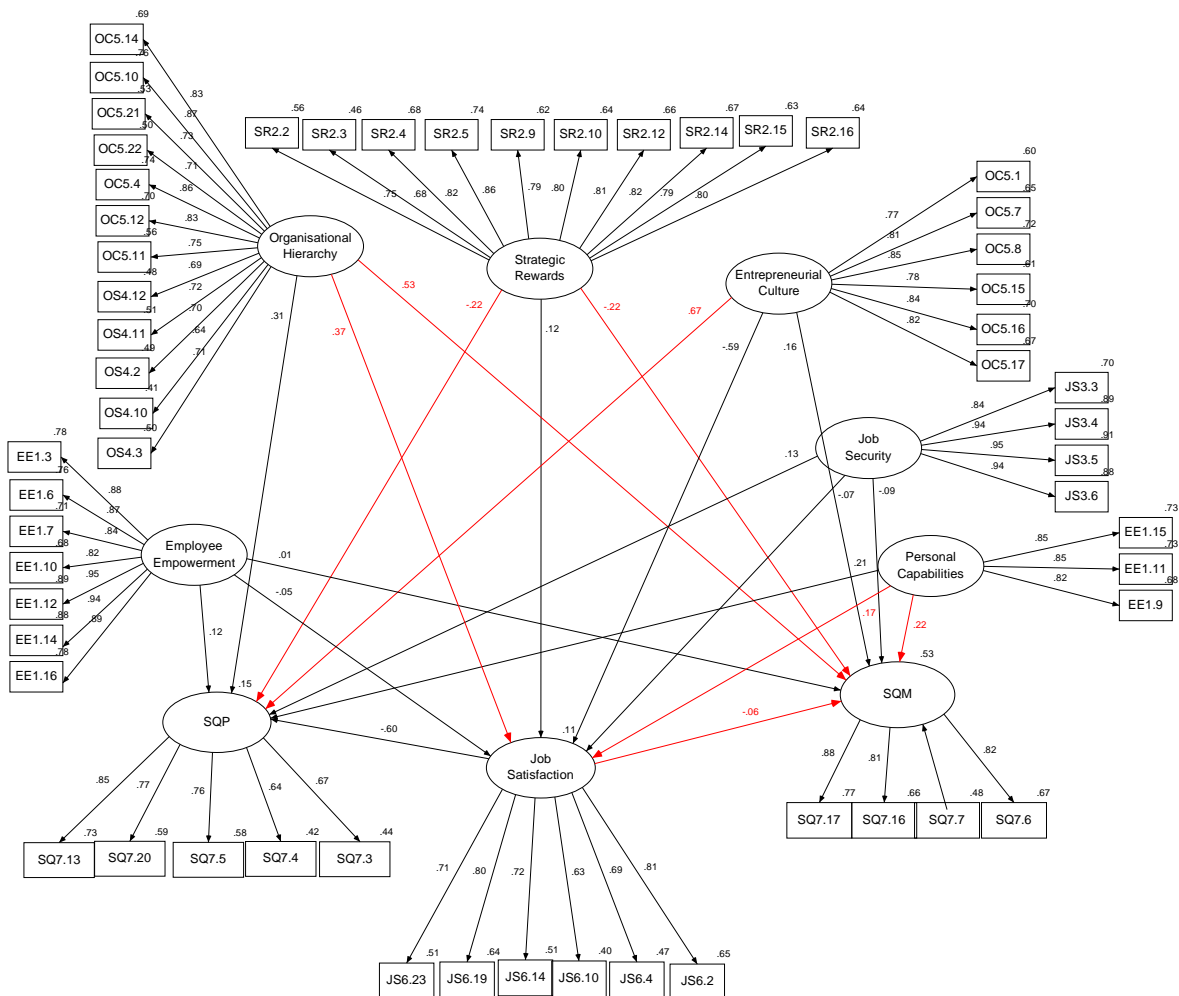 .69
OC5.14
.76
OC5.10
.53
OC5.21
.50
OC5.22
.74
OC5.4
.70
OC5.12
.56
OC5.11
.48
OS4.12
.51
OS4.11
.49
OS4.2
.41
OS4.10
.50
OS4.3
.83
.87
.73
.71
.86
.83
.75
.69
.72
.70
.64
.71
Organisational
Hierarchy
.56
.46
.68
.74
.62
.64
.66
.67
.63
.64
SR2.2
SR2.3
SR2.4
SR2.5
SR2.9
SR2.10
SR2.12
SR2.14
SR2.15
SR2.16
.75
.68
.82
.86
.79
.80
.81
.82
.79
.80
Strategic
Rewards
.60
OC5.1
.65
OC5.7
.72
OC5.8
.61
OC5.15
.70
OC5.16
.67
OC5.17
.77
.81
.85
.78
.84
.82
Entrepreneurial
Culture
.70
JS3.3
.89
JS3.4
.91
JS3.5
.88
JS3.6
.84
.94
.95
.94
Job
Security
.73
EE1.15
.73
EE1.11
.68
EE1.9
.85
.85
.82
Personal
Capabilities
.78
EE1.3
.76
EE1.6
.71
EE1.7
.68
EE1.10
.89
EE1.12
.88
EE1.14
.78
EE1.16
.88
.87
.84
.82
.95
.94
.89
Employee
Empowerment
.31
.37
.53
-.22
.12
-.22
.67
-.59
.16
.13
-.07
-.09
.21
.17
.22
.01
-.05
.12
-.60
-.06
.15
SQP
.85
.77
.76
.64
.67
.73
.59
.58
.42
.44
SQ7.13
SQ7.20
SQ7.5
SQ7.4
SQ7.3
.11
Job
Satisfaction
.71
.80
.72
.63
.69
.81
.51
.64
.51
.40
.47
.65
JS6.23
JS6.19
JS6.14
JS6.10
JS6.4
JS6.2
.53
SQM
.88
.81
.82
.77
.66
.48
.67
SQ7.17
SQ7.16
SQ7.7
SQ7.6